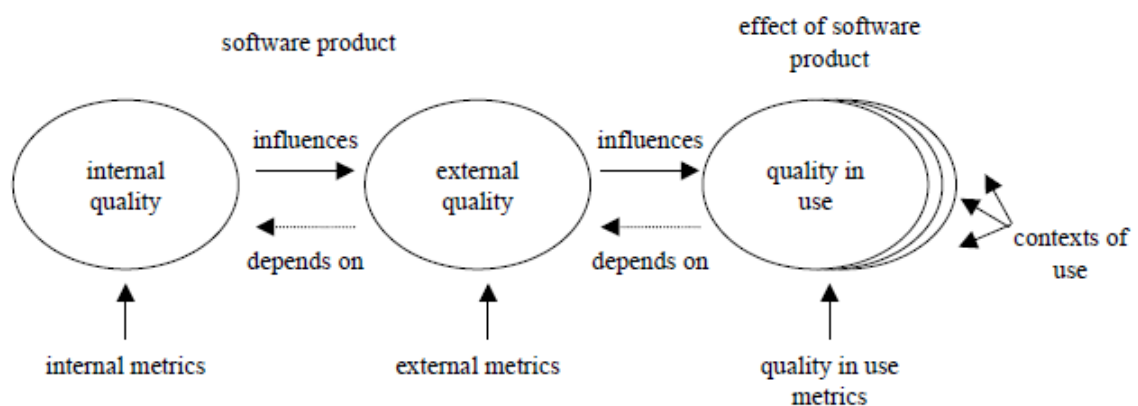 software product
effect of software
product
internal
quality
influences
depends on
external
quality
influences
depends on
quality in
use
contexts of
use
internal metrics
external metrics
quality in use
metrics